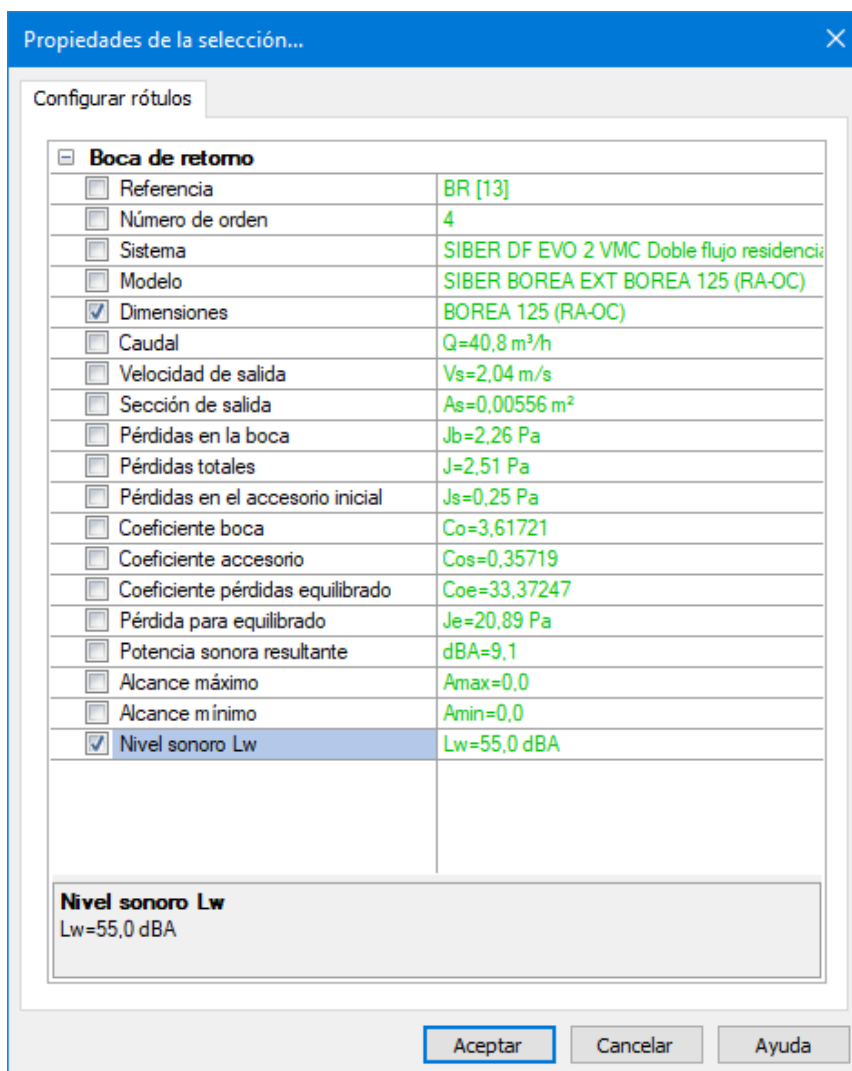 Propiedades de la selección...
Configurar rótulos
Boca de retorno
Referencia BR [13]
Número de orden 4
Sistema SIBER DF EVO 2 VMC Doble flujo residencia
Modelo SIBER BOREA EXT BOREA 125 (RA-OC)
Dimensiones BOREA 125 (RA-OC)
Caudal Q=40,8 m³/h
Velocidad de salida Vs=2,04 m/s
Sección de salida As=0,00556 m²
Pérdidas en la boca Jb=2,26 Pa
Pérdidas totales J=2,51 Pa
Pérdidas en el accesorio inicial Js=0,25 Pa
Coeficiente boca Co=3,61721
Coeficiente accesorio Cos=0,35719
Coeficiente pérdidas equilibrado Coe=33,37247
Pérdida para equilibrado Je=20,89 Pa
Potencia sonora resultante dBA=9,1
Alcance máximo Amax=0,0
Alcance mínimo Amin=0,0
Nivel sonoro Lw Lw=55,0 dBA
Nivel sonoro Lw
Lw=55,0 dBA
Aceptar Cancelar Ayuda